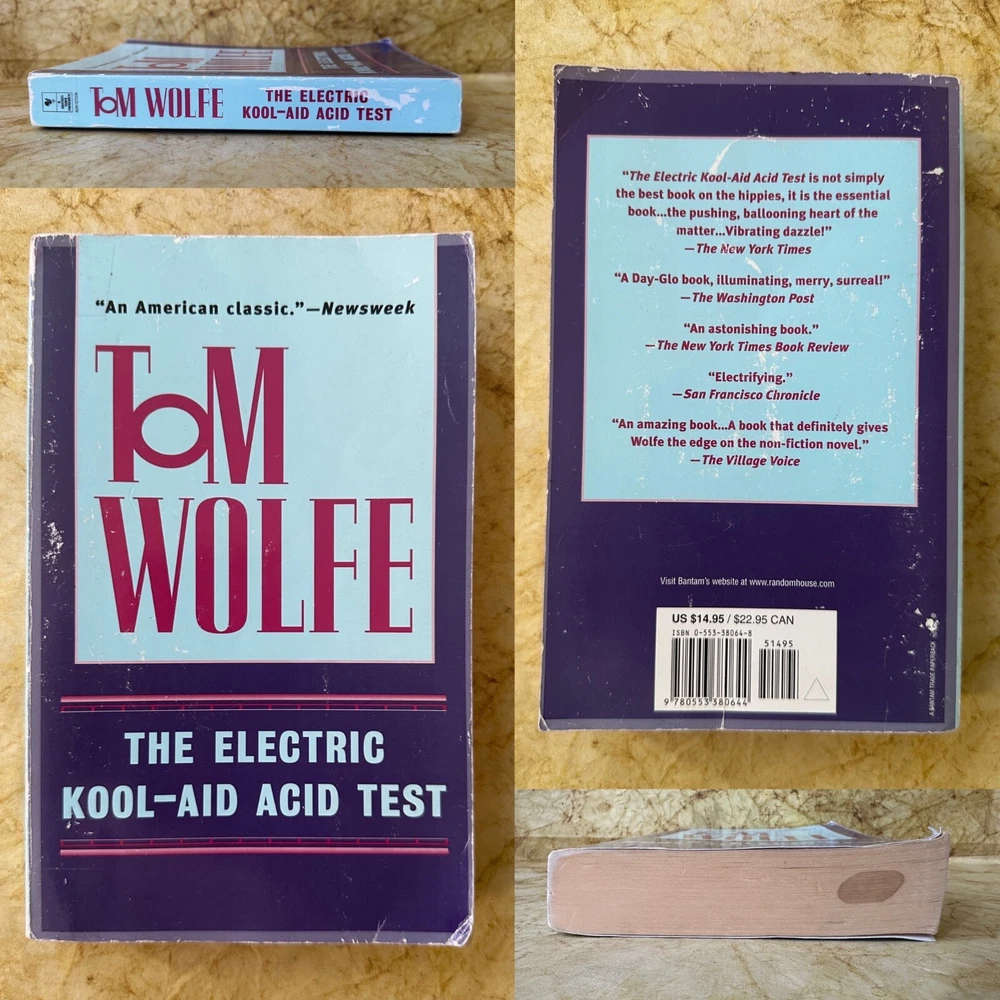 TOM WOLFE
THE ELECTRIC
KOOL-AID ACID TEST
"An American classic."—Newsweek
TOM
WOLFE
THE ELECTRIC
KOOL-AID ACID TEST
"The Electric Kool-Aid Acid Test is not simply
the best book on the hippies, it is the essential
book...the pushing, ballooning heart of the
matter...Vibrating dazzle!"
—The New York Times
"A Day-Glo book, illuminating, merry, surreal!"
—The Washington Post
"An astonishing book."
—The New York Times Book Review
"Electrifying."
—San Francisco Chronicle
"An amazing book...A book that definitely gives
Wolfe the edge on the non-fiction novel."
—The Village Voice
Visit Bantam's website at www.randomhouse.com
US $14.95 / $22.95 CAN
ISBN 0-553-38064-8
51495
9 780553 380644
A BANTAM TRADE PAPERBACK